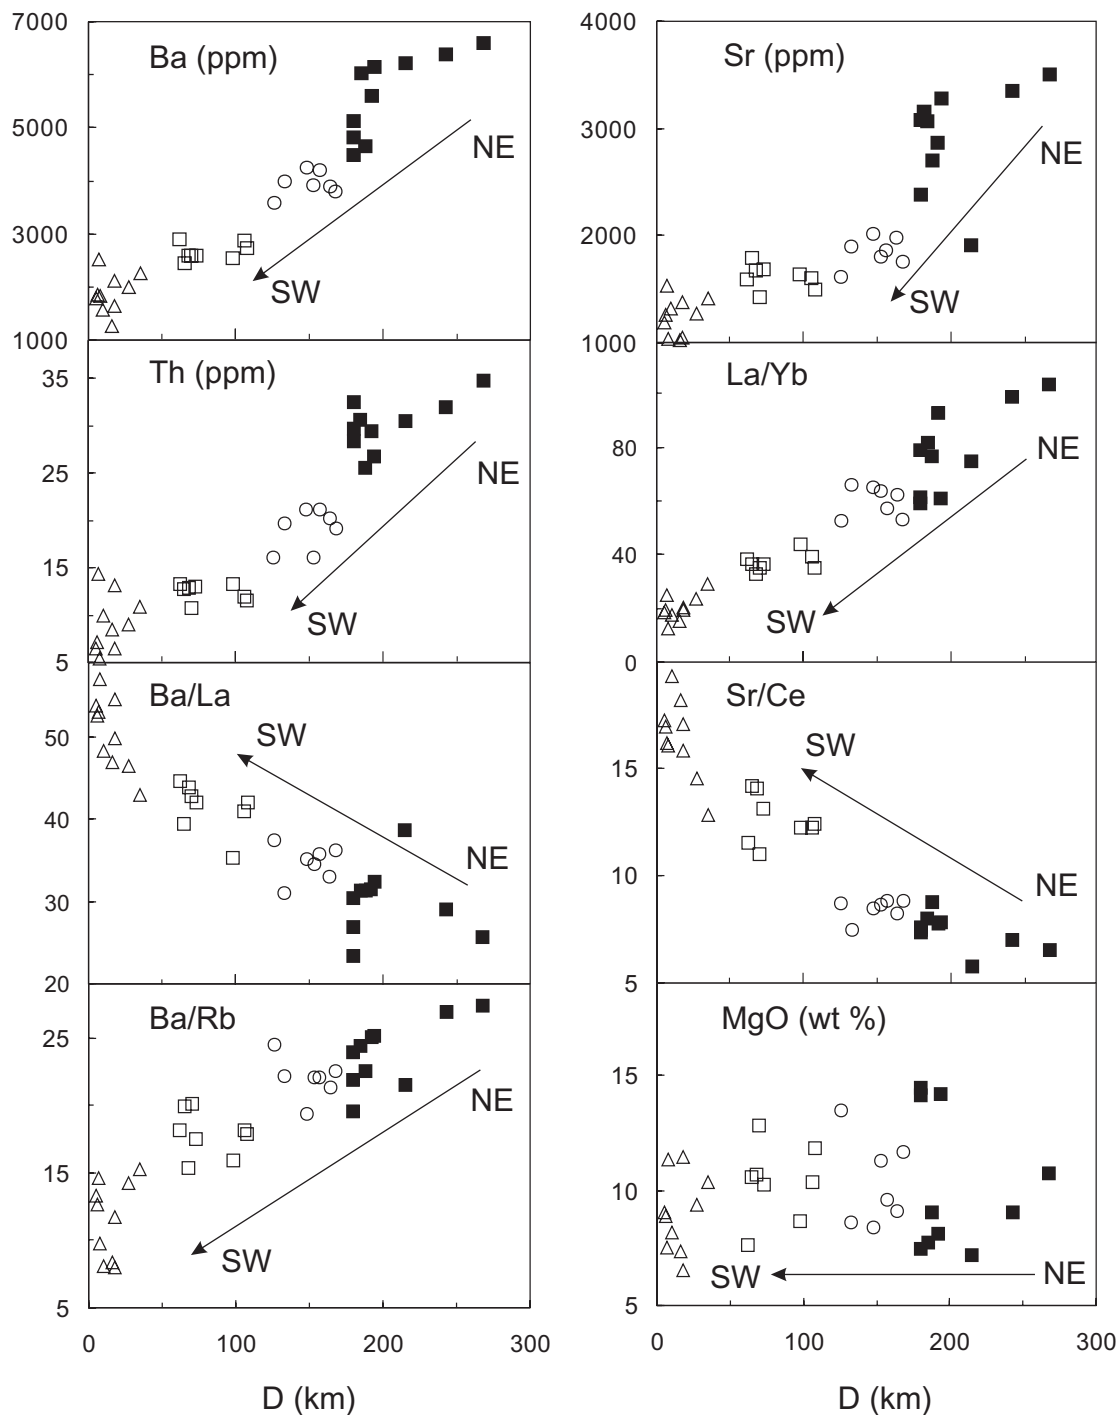 7000
Ba (ppm)
5000
NE
3000
SW
1000
4000
Sr (ppm)
3000
NE
2000
SW
1000
35
Th (ppm)
25
NE
15
SW
5
La/Yb
80
NE
40
SW
0
Ba/La
50
SW
40
NE
30
20
Sr/Ce
SW
15
10
NE
5
Ba/Rb
25
NE
15
SW
5
0 100 200 300
D (km)
MgO (wt %)
15
10
SW NE
5
0 100 200 300
D (km)